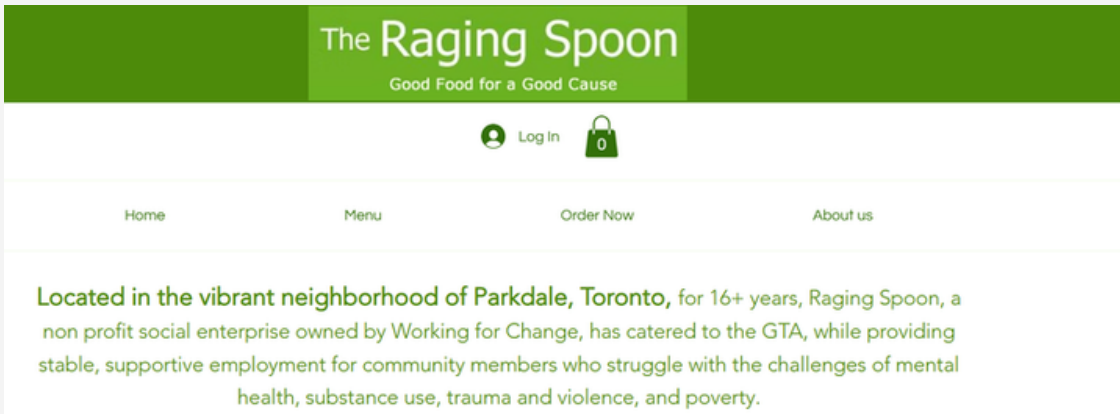 The Raging Spoon
Good Food for a Good Cause
Log In
0
Home Menu Order Now About us
Located in the vibrant neighborhood of Parkdale, Toronto, for 16+ years, Raging Spoon, a
non profit social enterprise owned by Working for Change, has catered to the GTA, while providing
stable, supportive employment for community members who struggle with the challenges of mental
health, substance use, trauma and violence, and poverty.